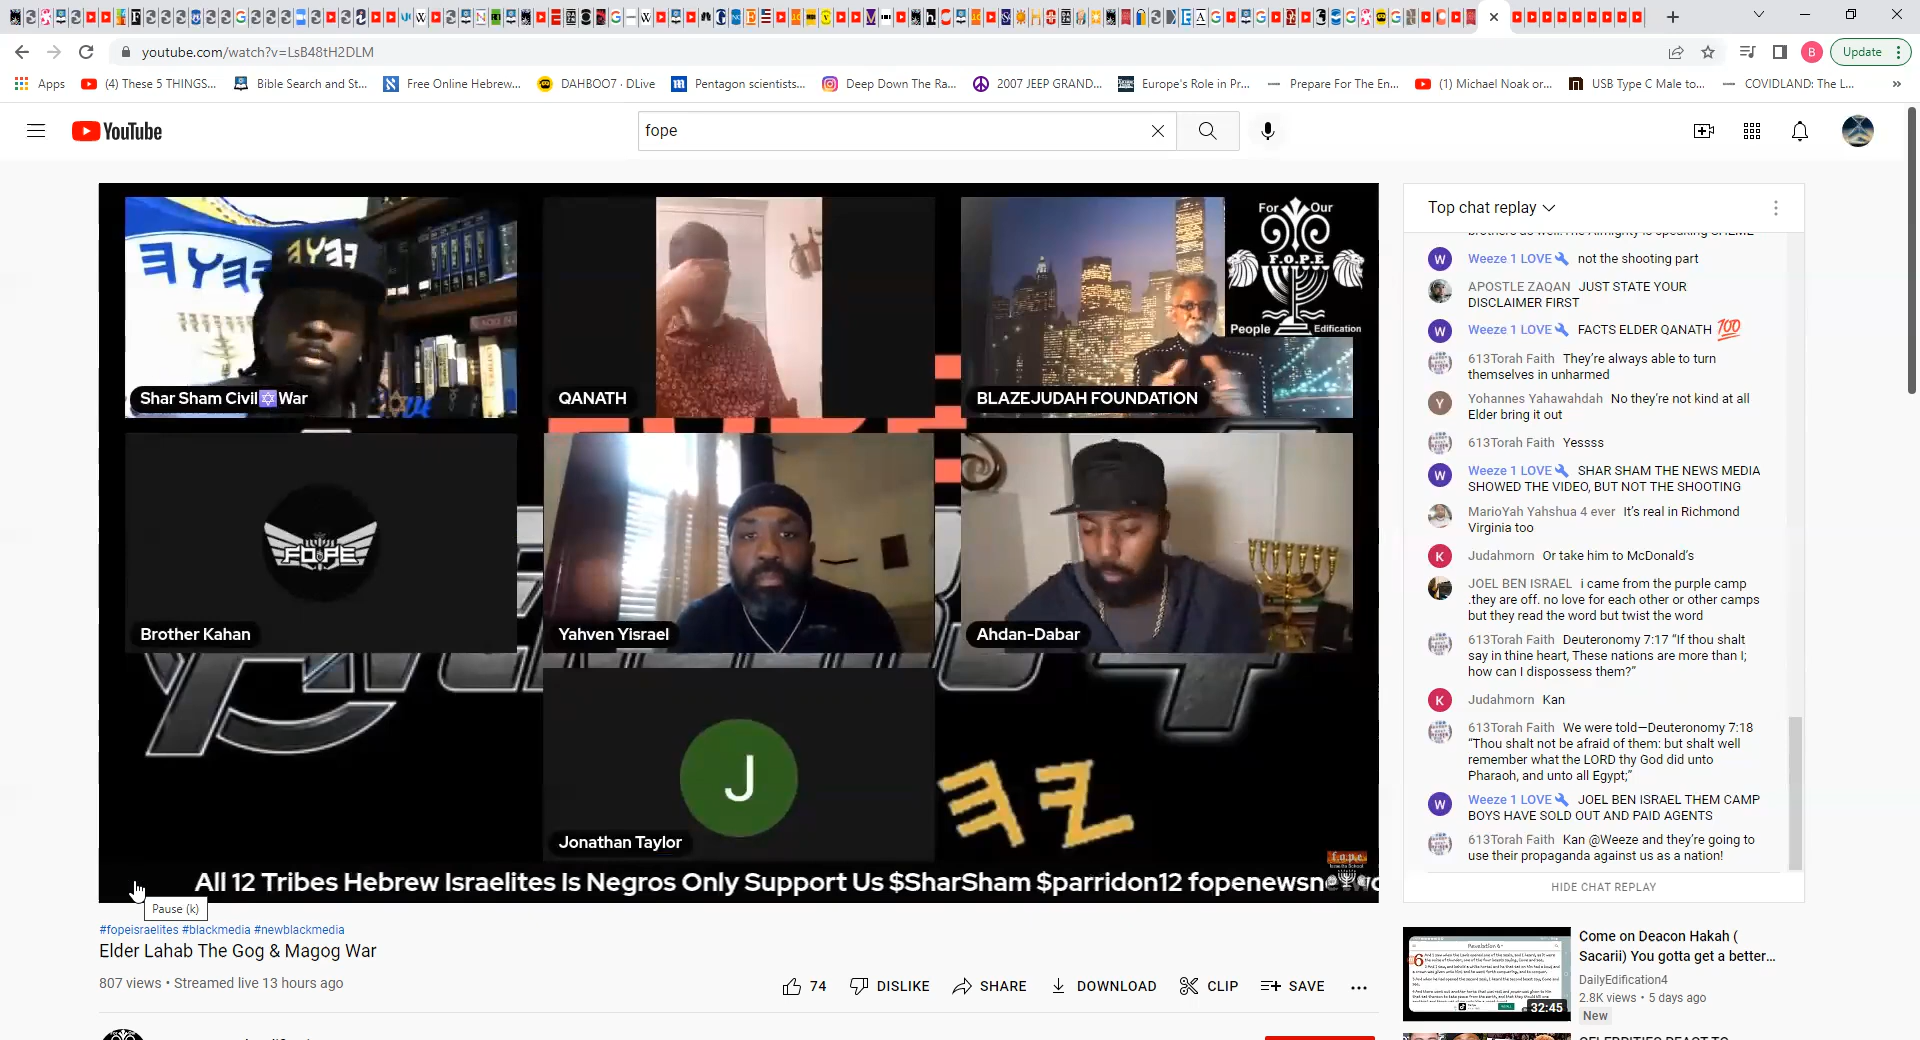 youtube.com/watch?v=LsB48tH2DLM
Update
B
Apps
(4) These 5 THINGS...
Bible Search and St...
Free Online Hebrew...
DAHBOO7 · DLive
Pentagon scientists...
Deep Down The Ra...
2007 JEEP GRAND...
Europe's Role in Pr...
Prepare For The En...
(1) Michael Noak or...
USB Type C Male to...
COVIDLAND: The L...
YouTube
fope
For Our
F.O.P.E
People Edification
Shar Sham Civil✡War
QANATH
BLAZEJUDAH FOUNDATION
FOPE
Brother Kahan
Yahven Yisrael
Ahdan-Dabar
J
Jonathan Taylor
All 12 Tribes Hebrew Israelites Is Negros Only Support Us $SharSham $parridon12 fopenewsn
Pause (k)
#fopeisraelites #blackmedia #newblackmedia
Elder Lahab The Gog & Magog War
807 views • Streamed live 13 hours ago
74
DISLIKE
SHARE
DOWNLOAD
CLIP
SAVE
Top chat replay
Weeze 1 LOVE🔧 not the shooting part
APOSTLE ZAQAN JUST STATE YOUR
DISCLAIMER FIRST
Weeze 1 LOVE🔧 FACTS ELDER QANATH 💯
613Torah Faith They're always able to turn
themselves in unharmed
Yohannes Yahawahdah No they're not kind at all
Elder bring it out
613Torah Faith Yessss
Weeze 1 LOVE🔧 SHAR SHAM THE NEWS MEDIA
SHOWED THE VIDEO, BUT NOT THE SHOOTING
MarioYah Yahshua 4 ever It's real in Richmond
Virginia too
Judahmorn Or take him to McDonald's
JOEL BEN ISRAEL i came from the purple camp
.they are off. no love for each other or other camps
but they read the word but twist the word
613Torah Faith Deuteronomy 7:17 “If thou shalt
say in thine heart, These nations are more than I;
how can I dispossess them?”
Judahmorn Kan
613Torah Faith We were told—Deuteronomy 7:18
“Thou shalt not be afraid of them: but shalt well
remember what the LORD thy God did unto
Pharaoh, and unto all Egypt;”
Weeze 1 LOVE🔧 JOEL BEN ISRAEL THEM CAMP
BOYS HAVE SOLD OUT AND PAID AGENTS
613Torah Faith Kan @Weeze and they're going to
use their propaganda against us as a nation!
HIDE CHAT REPLAY
32:45
Come on Deacon Hakah (
Sacarii) You gotta get a better...
DailyEdification4
2.8K views • 5 days ago
New